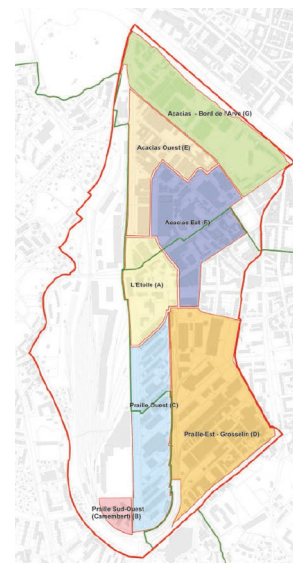 Acacias - Bord de l'Arve (G)
Acacias Ouest (E)
Acacias Est (F)
L'Etoile (A)
Praille Ouest (C)
Praille-Est - Grosselin (D)
Praille Sud-Ouest
(Camembert) (B)